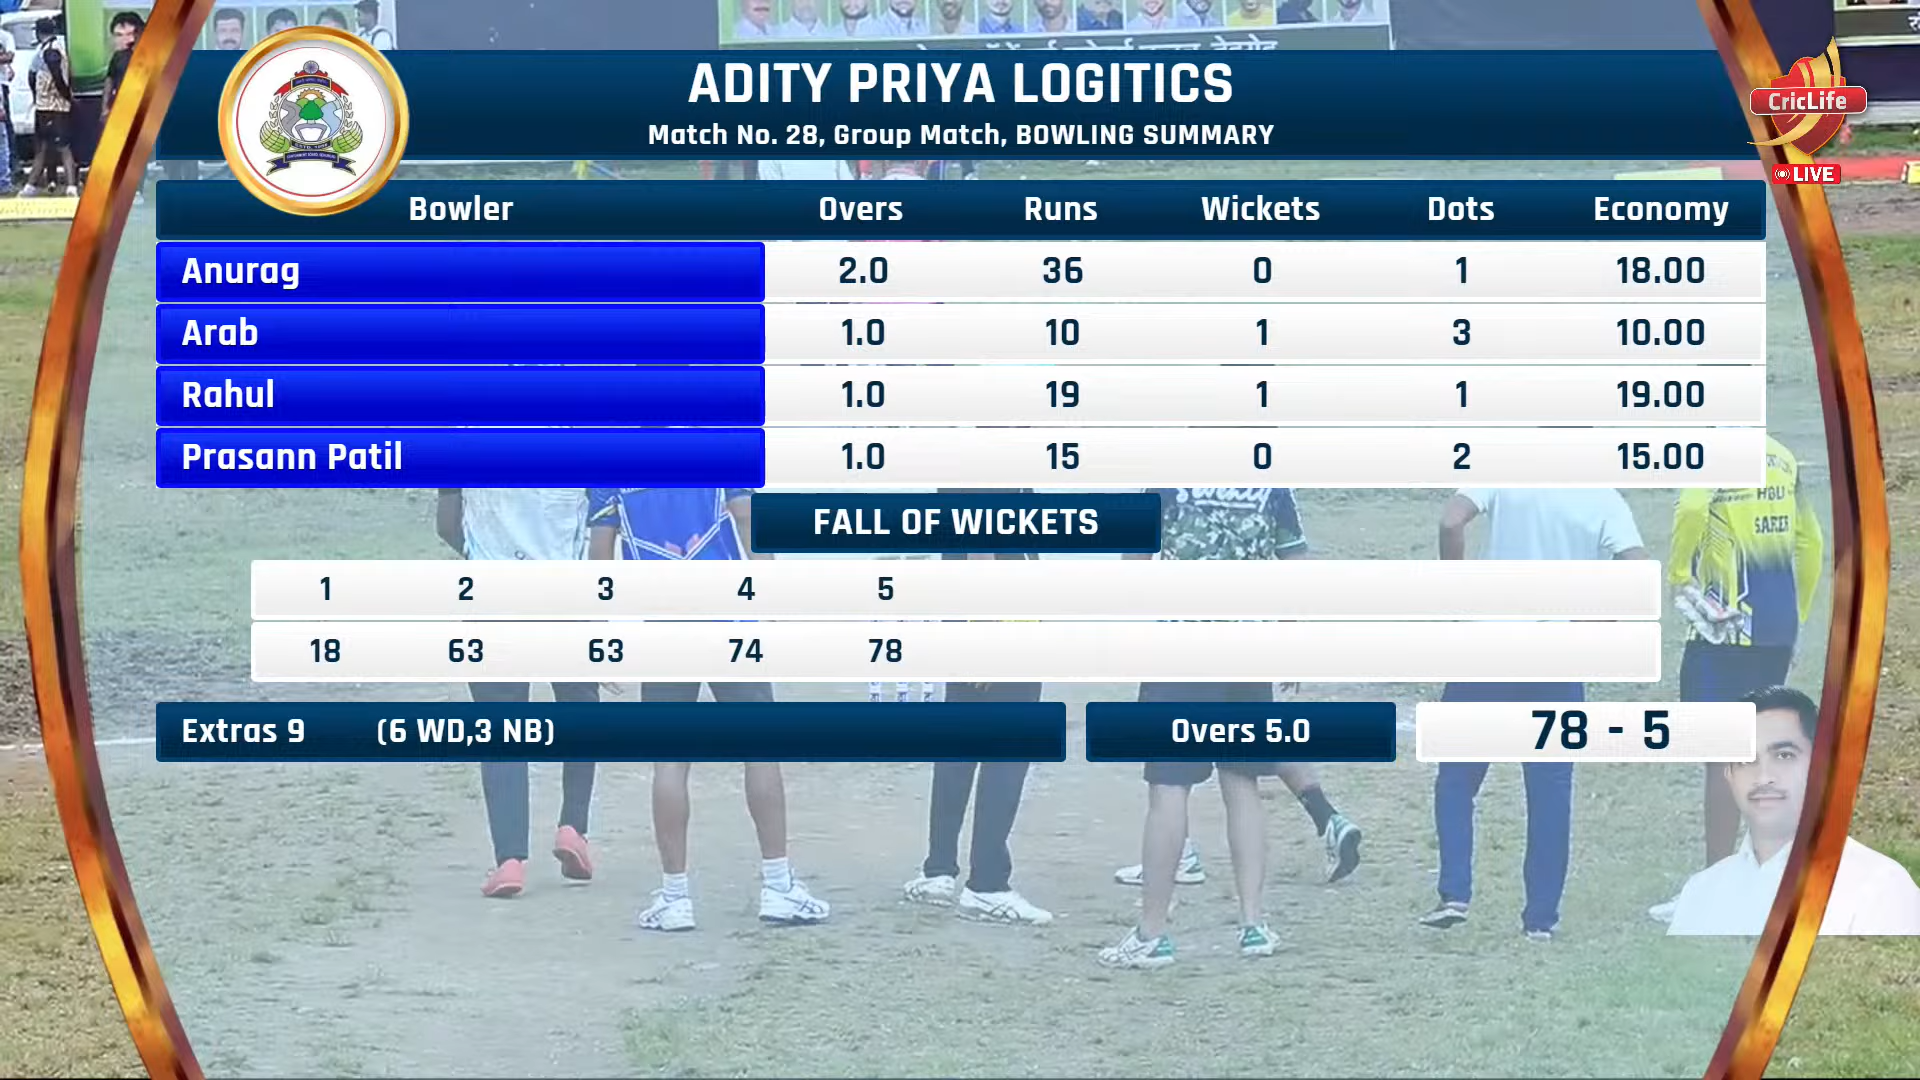 ADITY PRIYA LOGITICS
Match No. 28, Group Match, BOWLING SUMMARY
CricLife
LIVE
Bowler Overs Runs Wickets Dots Economy
Anurag 2.0 36 0 1 18.00
Arab 1.0 10 1 3 10.00
Rahul 1.0 19 1 1 19.00
Prasann Patil 1.0 15 0 2 15.00
FALL OF WICKETS
1 2 3 4 5
18 63 63 74 78
Extras 9 (6 WD,3 NB) Overs 5.0 78 - 5